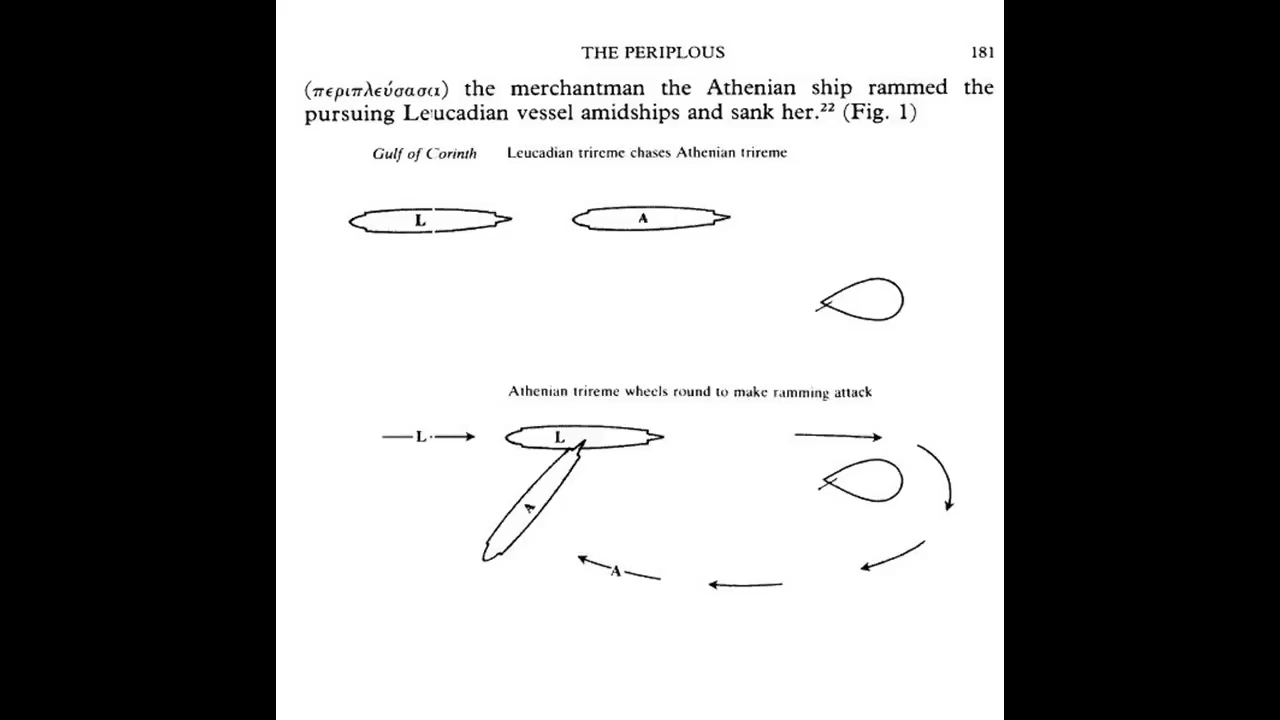 THE PERIPLOUS 181
(περιπλεύσασα) the merchantman the Athenian ship rammed the
pursuing Leucadian vessel amidships and sank her.²² (Fig. 1)
Gulf of Corinth Leucadian trireme chases Athenian trireme
L A
Athenian trireme wheels round to make ramming attack
L L
A
A